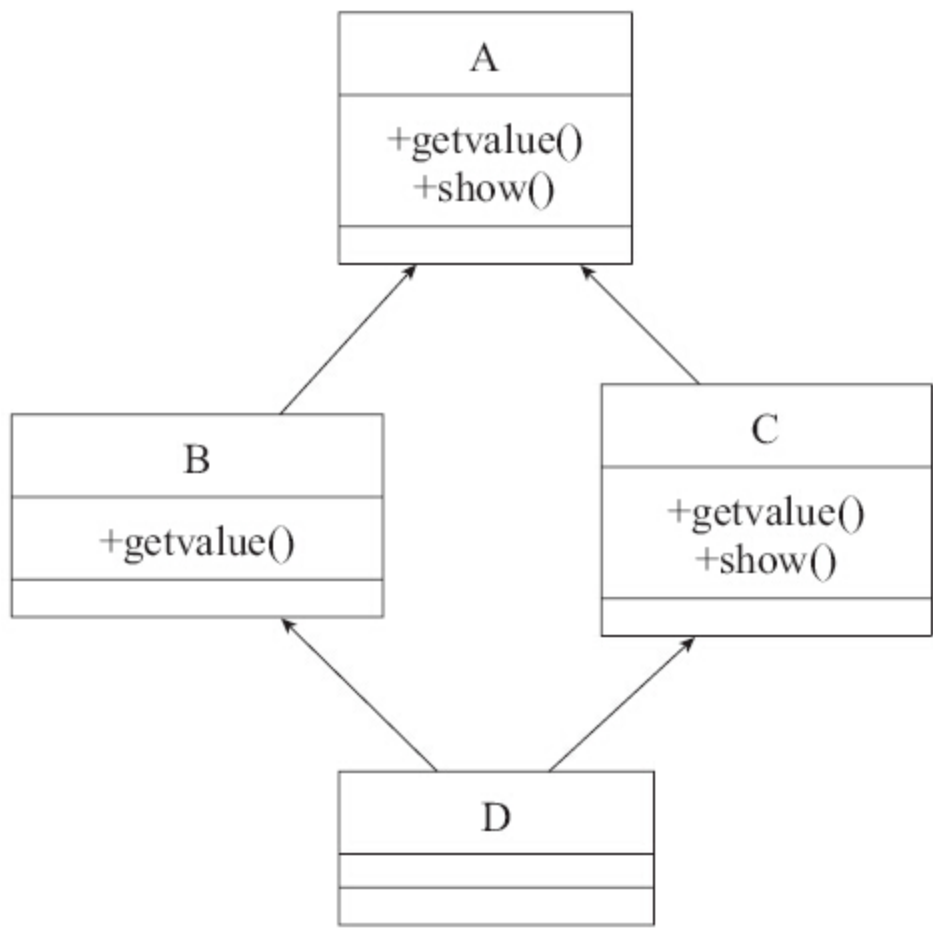 A
+getvalue()
+show()
B
+getvalue()
C
+getvalue()
+show()
D